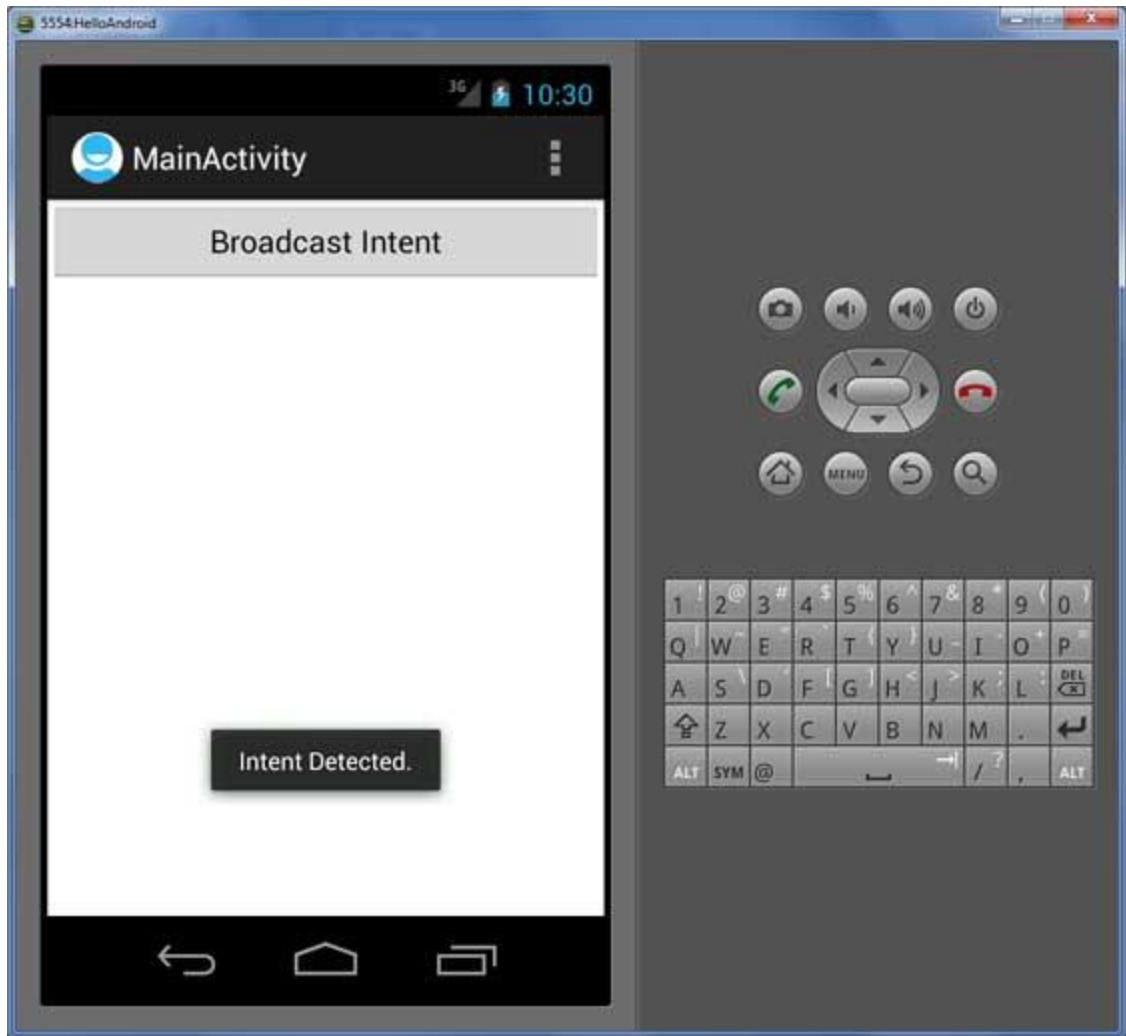 5554:HelloAndroid
3G 10:30
MainActivity
Broadcast Intent
Intent Detected.
MENU
1 ! 2 @ 3 # 4 $ 5 % 6 ^ 7 & 8 * 9 ( 0 )
Q | W ~ E " R ` T { Y } U _ I - O + P =
A S \ D ' F [ G ] H < J > K ; L : DEL
Z X C V B N M .
ALT SYM @ / ? , ALT